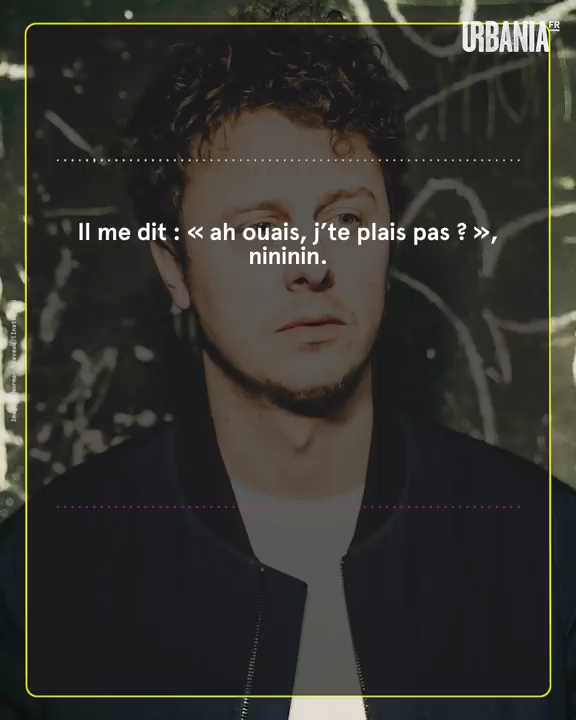 URBANIA FR
Il me dit : « ah ouais, j'te plais pas ? »,
nininin.